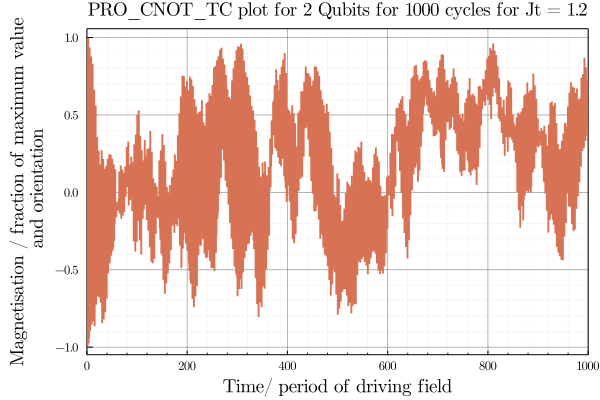 PRO_CNOT_TC plot for 2 Qubits for 1000 cycles for Jt = 1.2
Magnetisation / fraction of maximum value
and orientation
1.0
0.5
0.0
−0.5
−1.0
0 200 400 600 800 1000
Time/ period of driving field